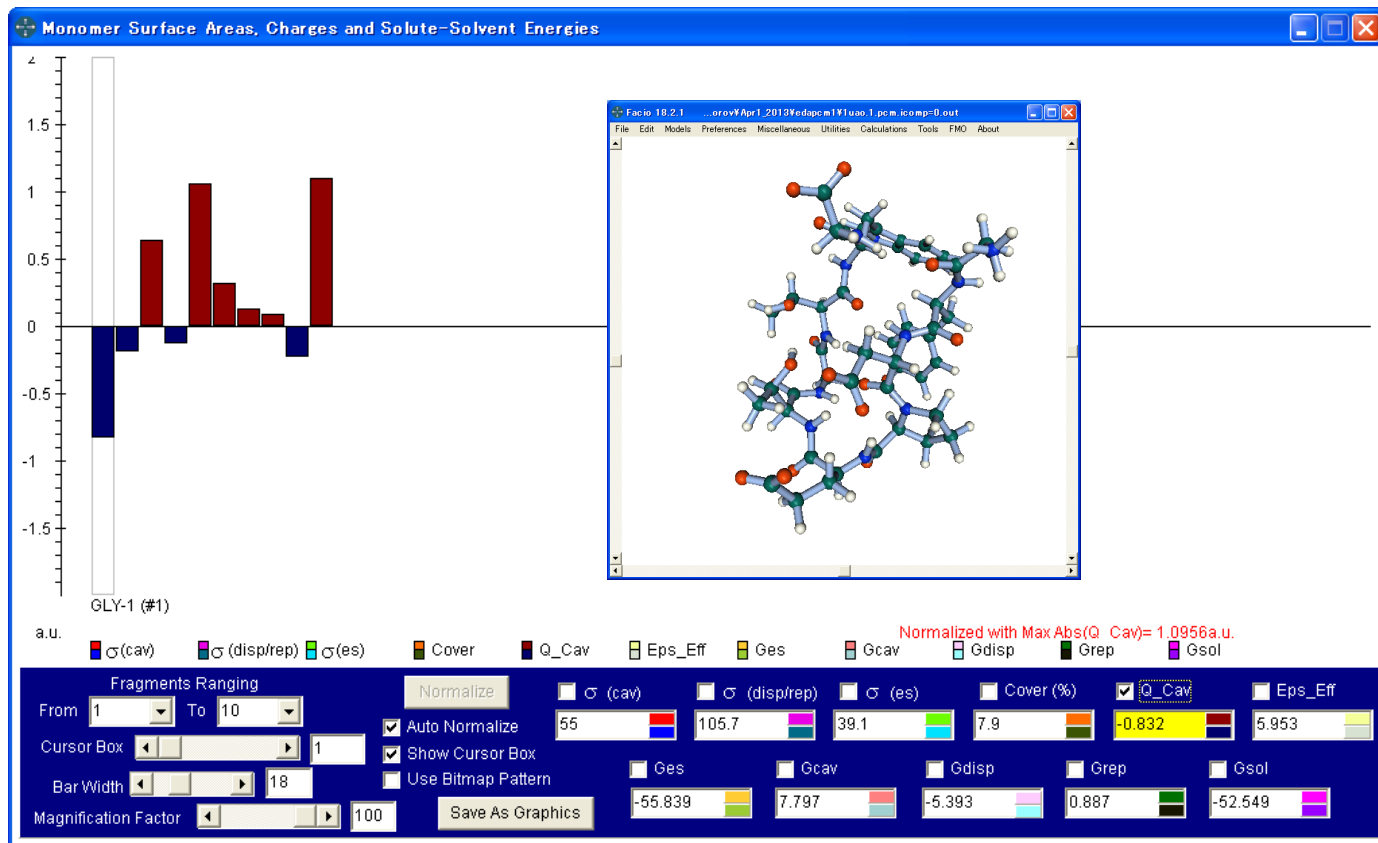 Monomer Surface Areas, Charges and Solute-Solvent Energies
2
1.5
1
0.5
0
-0.5
-1
-1.5
GLY-1 (#1)
Facio 18.2.1 ...orov¥Apr1_2013¥edapcm1¥1uao.1.pcm.icomp=0.out
File Edit Models Preferences Miscellaneous Utilities Calculations Tools FMO About
a.u.
Normalized with Max Abs(Q_Cav)= 1.0956a.u.
σ(cav) σ (disp/rep) σ(es) Cover Q_Cav Eps_Eff Ges Gcav Gdisp Grep Gsol
Fragments Ranging
From 1 To 10
Cursor Box 1
Bar Width 18
Magnification Factor 100
Normalize
Auto Normalize
Show Cursor Box
Use Bitmap Pattern
Save As Graphics
σ (cav) σ (disp/rep) σ (es) Cover (%) Q_Cav Eps_Eff
55 105.7 39.1 7.9 -0.832 5.953
Ges Gcav Gdisp Grep Gsol
-55.839 7.797 -5.393 0.887 -52.549